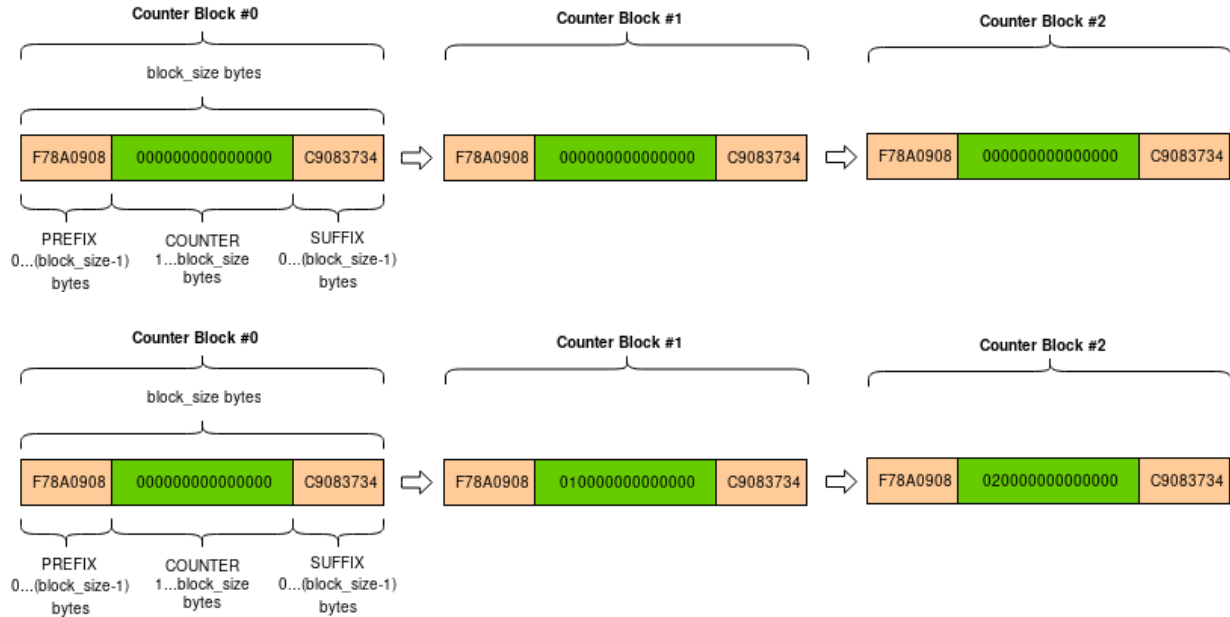 Counter Block #0
Counter Block #1
Counter Block #2
block_size bytes
F78A0908 000000000000000 C9083734
F78A0908 000000000000000 C9083734
F78A0908 000000000000000 C9083734
PREFIX
0...(block_size-1)
bytes
COUNTER
1...block_size
bytes
SUFFIX
0...(block_size-1)
bytes
Counter Block #0
Counter Block #1
Counter Block #2
block_size bytes
F78A0908 000000000000000 C9083734
F78A0908 010000000000000 C9083734
F78A0908 020000000000000 C9083734
PREFIX
0...(block_size-1)
bytes
COUNTER
1...block_size
bytes
SUFFIX
0...(block_size-1)
bytes